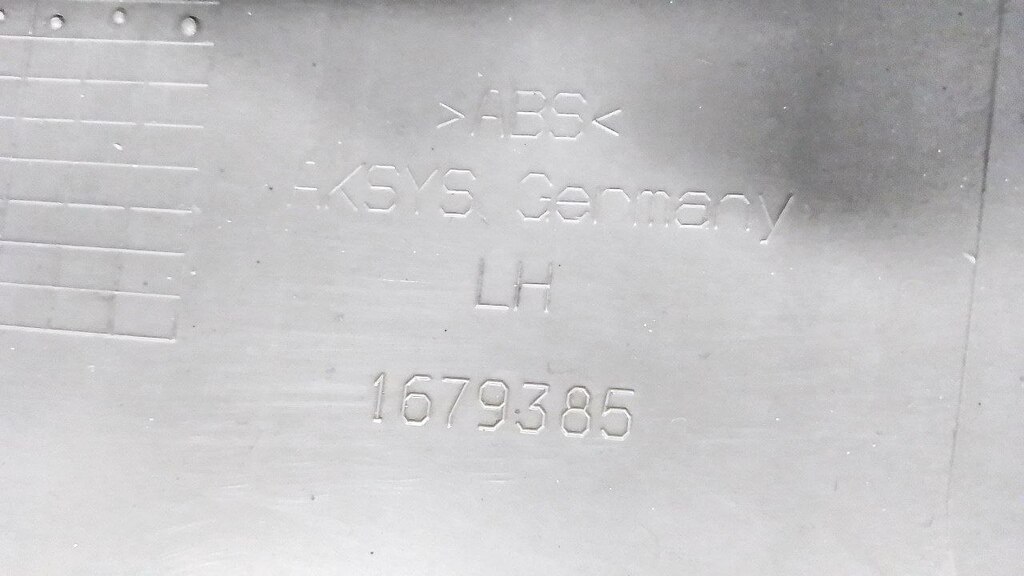 >ABS<
AKSYS Germany
LH
1679385